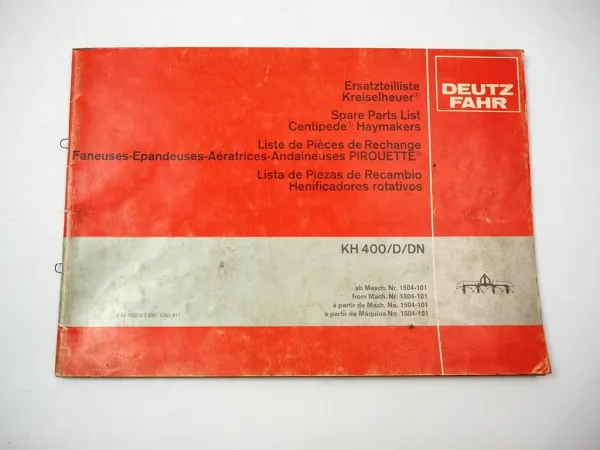 Ersatzteilliste
Kreiselheuer®
Spare Parts List
Centipede® Haymakers
Liste de Pièces de Rechange
Faneuses-Epandeuses-Aératrices-Andaineuses PIROUETTE®
Lista de Piezas de Recambio
Henificadores rotativos
DEUTZ
FAHR
KH 400/D/DN
ab Masch. Nr. 1504-101
from Mach. Nr. 1504-101
à partir de Mach. No. 1504-101
a partir de Máquina No. 1504-101